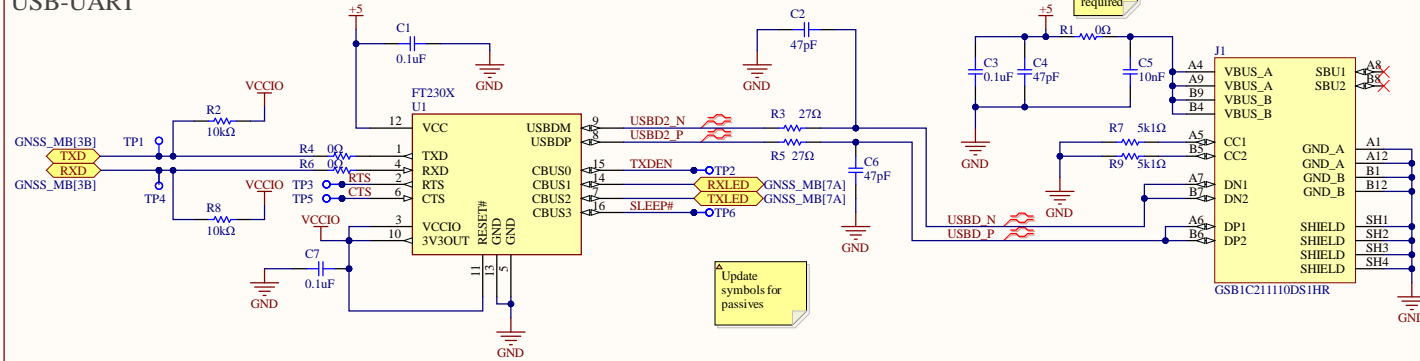 USB-UART
required
+5
C1
0.1uF
GND
C2
47pF
GND
+5
R1 0Ω
C3
0.1uF
C4
47pF
C5
10nF
GND
J1
A4 VBUS_A
A9 VBUS_A
B9 VBUS_B
B4 VBUS_B
SBU1 A8
SBU2 B8
VCCIO
R2
10kΩ
FT230X
U1
12 VCC
USBDM 9 USBD2_N
USBDP 8 USBD2_P
R3 27Ω
R5 27Ω
R7 5k1Ω
R9 5k1Ω
A5 CC1
B5 CC2
GND
GND_A A1
GND_A A12
GND_B B1
GND_B B12
GNSS_MB[3B] TP1
TXD
RXD
GNSS_MB[3B]
TP4
R4 0Ω
R6 0Ω
1 TXD
4 RXD
TP3 RTS 2 RTS
TP5 CTS 6 CTS
CBUS0 15 TXDEN TP2
CBUS1 14 RXLED GNSS_MB[7A]
CBUS2 7 TXLED GNSS_MB[7A]
CBUS3 16 SLEEP# TP6
C6
47pF
GND
A7 DN1
B7 DN2
USBD_N
USBD_P
A6 DP1
B6 DP2
SHIELD SH1
SHIELD SH2
SHIELD SH3
SHIELD SH4
GSB1C211110DS1HR
GND
VCCIO
R8
10kΩ
VCCIO
3 VCCIO
10 3V3OUT
RESET#
GND
GND
11
13
5
C7
0.1uF
GND
GND
Update
symbols for
passives